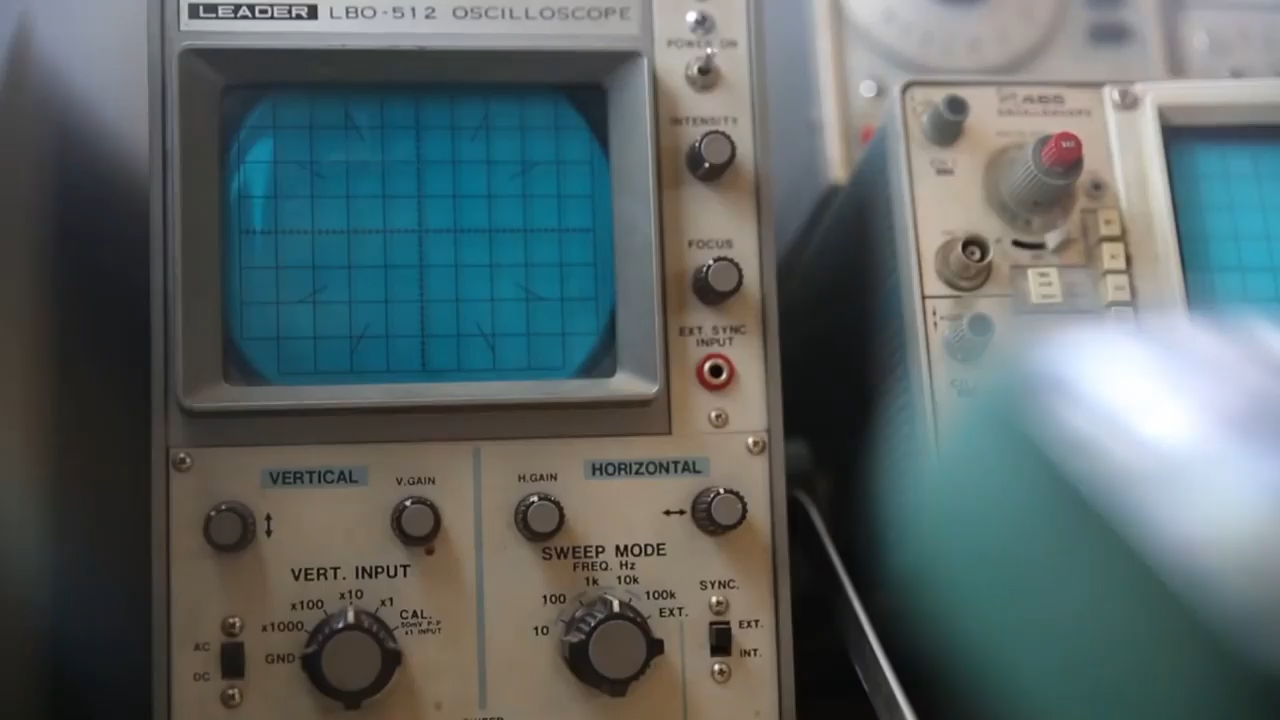 LEADER LBO-512 OSCILLOSCOPE
POWER ON
INTENSITY
FOCUS
EXT. SYNC
INPUT
VERTICAL
V.GAIN
H.GAIN
HORIZONTAL
VERT. INPUT
x1000
x100
x10
x1
CAL.
50mV P-P
x1 INPUT
GND
AC
DC
SWEEP MODE
FREQ. Hz
10
100
1k
10k
100k
EXT.
SYNC.
EXT.
INT.